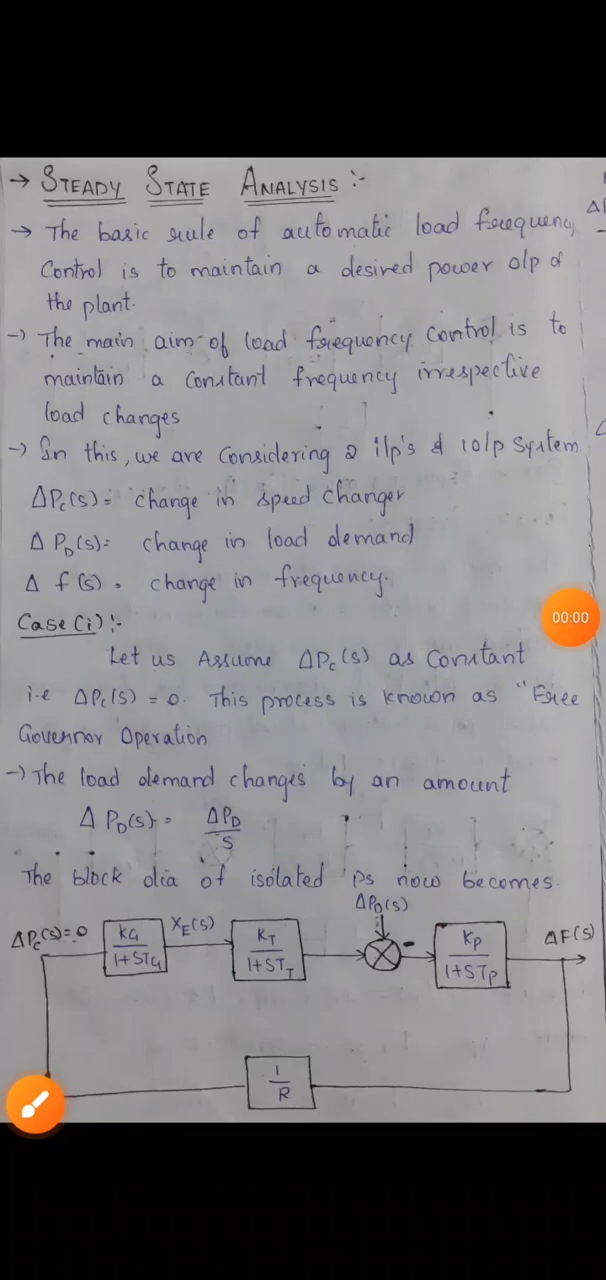 → STEADY STATE ANALYSIS :-
→ The basic rule of automatic load frequency
Control is to maintain a desired power o/p of
the plant.
→ The main aim of load frequency control is to
maintain a constant frequency irrespective
load changes
→ In this, we are considering 2 i/p's & 1 o/p system
ΔPc(s) = change in speed changer
Δ PD(s) = change in load demand
Δ f(s) = change in frequency.
Case(i) :-
Let us Assume ΔPc(s) as Constant
i.e ΔPc(s) = 0. This process is known as "Free
Governor Operation
→ The load demand changes by an amount
Δ PD(s) = ΔPD/s
The block dia of isolated Ps now becomes.
ΔPD(s)
ΔPc(s)=0 KG/1+STG XE(s) KT/1+STT - KP/1+STP ΔF(s)
1/R
00:00